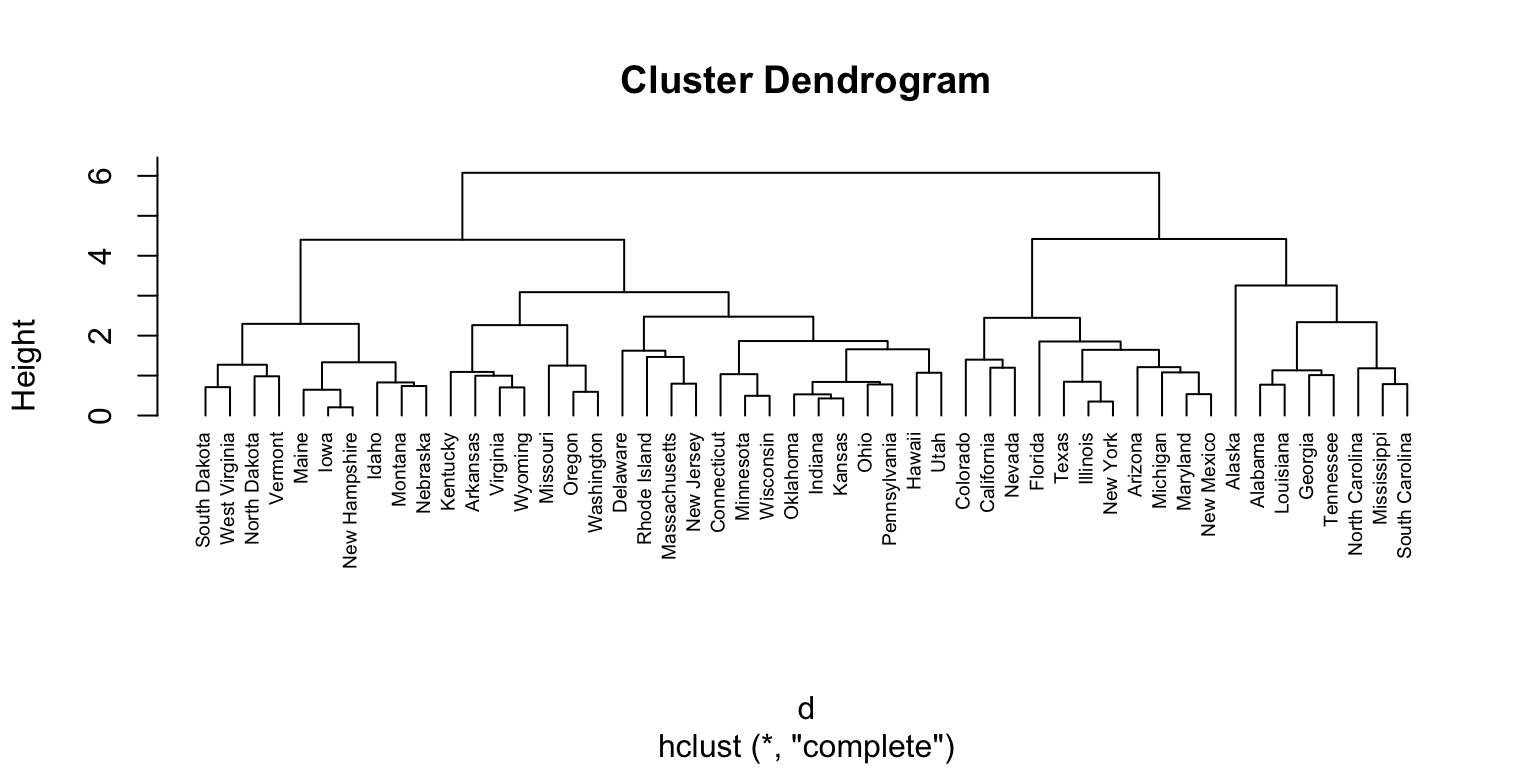 Cluster Dendrogram
Height
0
2
4
6
South Dakota
West Virginia
North Dakota
Vermont
Maine
Iowa
New Hampshire
Idaho
Montana
Nebraska
Kentucky
Arkansas
Virginia
Wyoming
Missouri
Oregon
Washington
Delaware
Rhode Island
Massachusetts
New Jersey
Connecticut
Minnesota
Wisconsin
Oklahoma
Indiana
Kansas
Ohio
Pennsylvania
Hawaii
Utah
Colorado
California
Nevada
Florida
Texas
Illinois
New York
Arizona
Michigan
Maryland
New Mexico
Alaska
Alabama
Louisiana
Georgia
Tennessee
North Carolina
Mississippi
South Carolina
d
hclust (*, "complete")